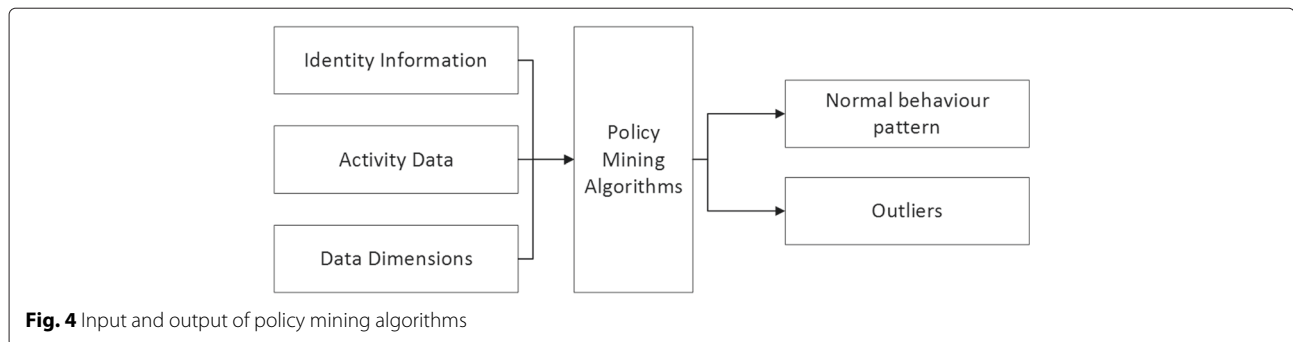 Identity Information
Activity Data
Data Dimensions
Policy
Mining
Algorithms
Normal behaviour
pattern
Outliers
Fig. 4 Input and output of policy mining algorithms